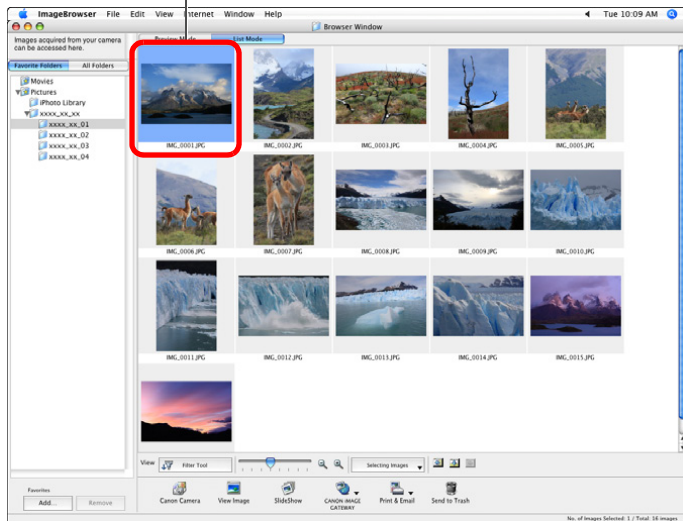 ImageBrowser File Edit View Internet Window Help Tue 10:09 AM
Browser Window
Images acquired from your camera
can be accessed here.
Preview Mode List Mode
Favorite Folders All Folders
Movies
Pictures
iPhoto Library
xxxx_xx_xx
xxxx_xx_01
xxxx_xx_02
xxxx_xx_03
xxxx_xx_04
IMG_0001.JPG IMG_0002.JPG IMG_0003.JPG IMG_0004.JPG IMG_0005.JPG
IMG_0006.JPG IMG_0007.JPG IMG_0008.JPG IMG_0009.JPG IMG_0010.JPG
IMG_0011.JPG IMG_0012.JPG IMG_0013.JPG IMG_0014.JPG IMG_0015.JPG
View Filter Tool Selecting Images
Favorites
Add... Remove
Canon Camera View Image SlideShow CANON IMAGE GATEWAY Print & Email Send to Trash
No. of Images Selected: 1 / Total: 16 images